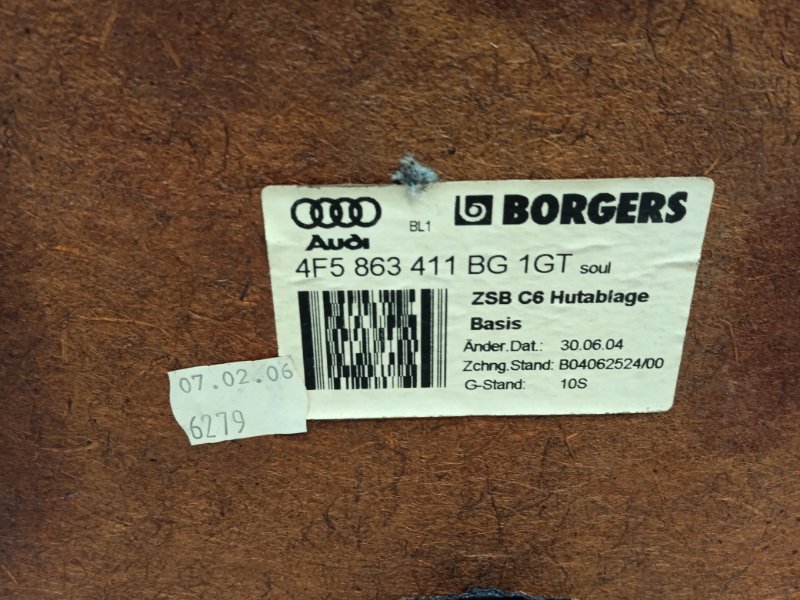 BL1 BORGERS
Audi
4F5 863 411 BG 1GT soul
ZSB C6 Hutablage
Basis
Änder.Dat.: 30.06.04
Zchng.Stand: B04062524/00
G-Stand: 10S
07.02.06
6279